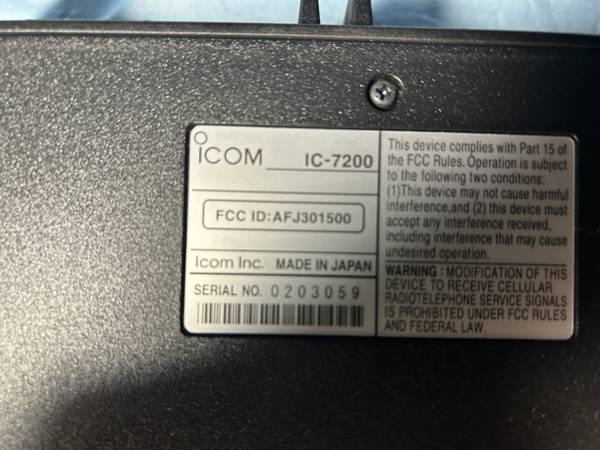 ICOM IC-7200
FCC ID:AFJ301500
Icom Inc. MADE IN JAPAN
SERIAL NO. 0203059
This device complies with Part 15 of
the FCC Rules. Operation is subject
to the following two conditions:
(1)This device may not cause harmful
interference,and (2) this device must
accept any interference received,
including interference that may cause
undesired operation.
WARNING : MODIFICATION OF THIS
DEVICE TO RECEIVE CELLULAR
RADIOTELEPHONE SERVICE SIGNALS
IS PROHIBITED UNDER FCC RULES
AND FEDERAL LAW.